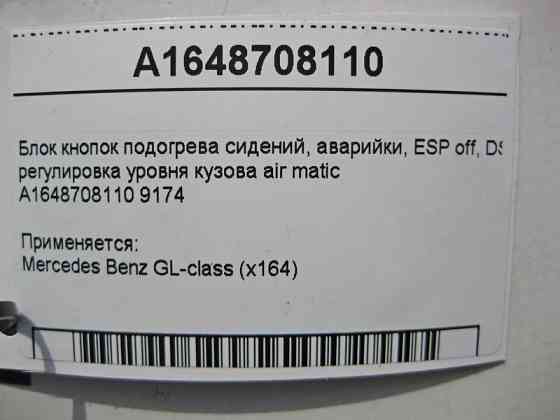 A1648708110
Блок кнопок подогрева сидений, аварийки, ESP off, DS
регулировка уровня кузова air matic
A1648708110 9174
Применяется:
Mercedes Benz GL-class (x164)